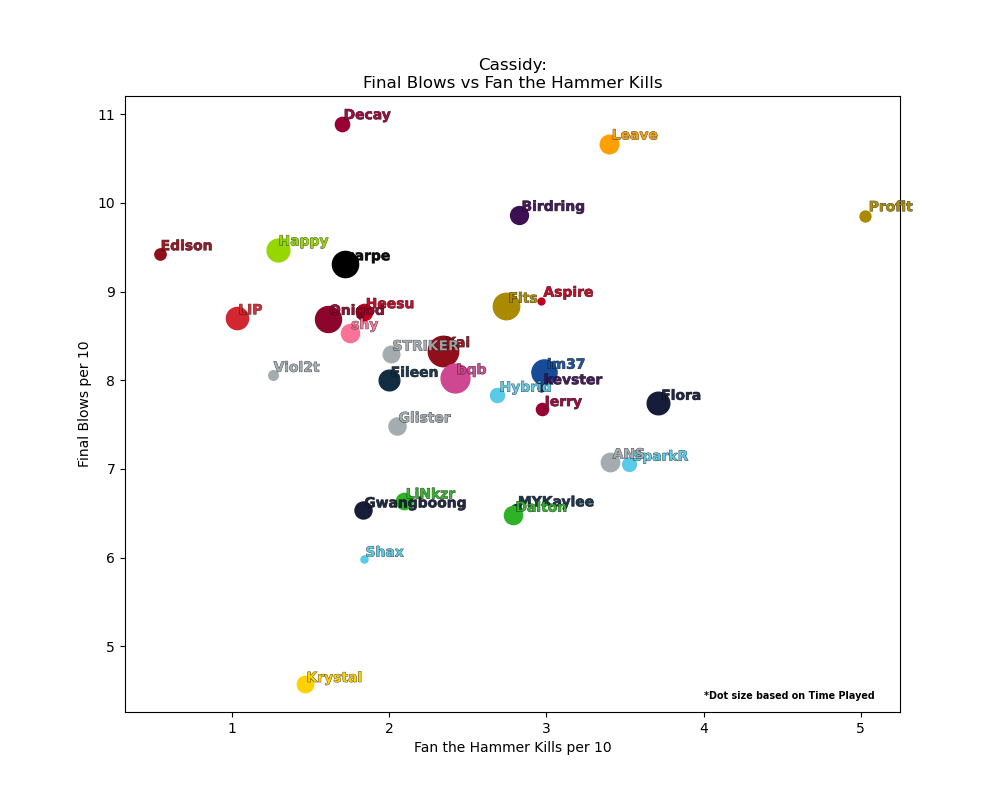 Cassidy:
Final Blows vs Fan the Hammer Kills
11
10
9
8
7
6
5
Final Blows per 10
Decay
Leave
Birdring
Profit
Edison
Happy
carpe
Aspire
Fits
Heesu
LIP
shy
STRIKER
Kai
Viol2t
Eileen
bqb
im37
kevster
Hybrid
Jerry
Flora
Glister
ANS
SparkR
LiNkzr
Gwangboong
MYKaylee
Dalton
Shax
Krystal
*Dot size based on Time Played
1
2
3
4
5
Fan the Hammer Kills per 10